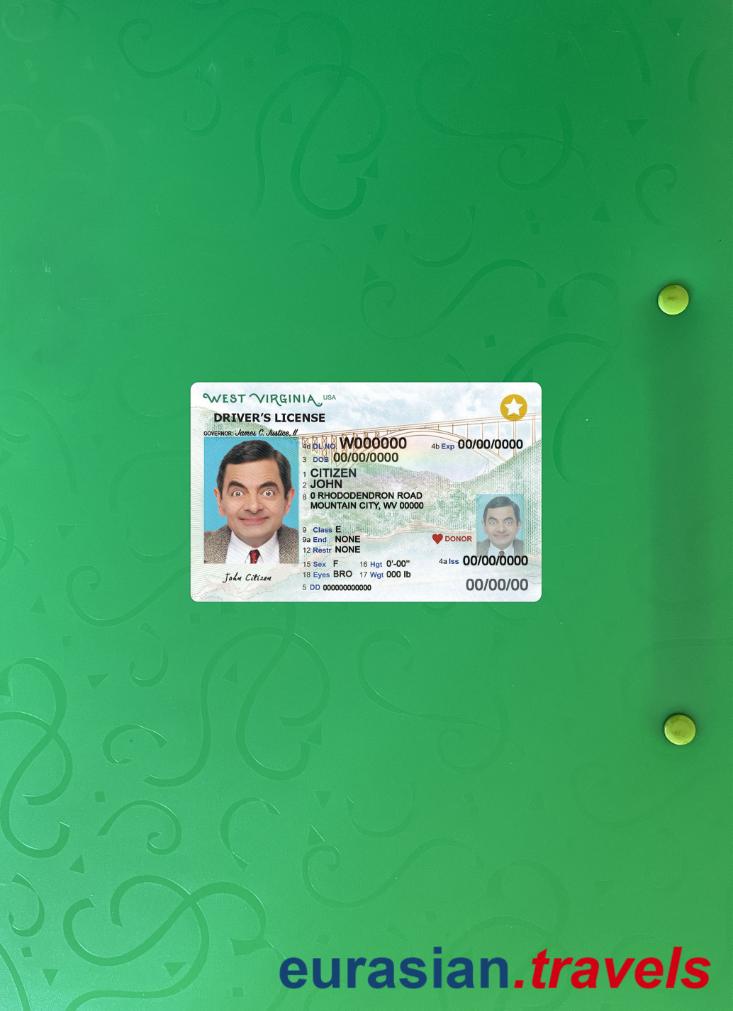 WEST VIRGINIA USA
DRIVER'S LICENSE
GOVERNOR: James C. Justice, II
4d DL NO W000000 4b Exp 00/00/0000
3 DOB 00/00/0000
1 CITIZEN
2 JOHN
8 0 RHODODENDRON ROAD
MOUNTAIN CITY, WV 00000
9 Class E
9a End NONE
DONOR
12 Restr NONE
15 Sex F 16 Hgt 0'-00" 4a Iss 00/00/0000
18 Eyes BRO 17 Wgt 000 lb
John Citizen
00/00/00
5 DD 000000000000
eurasian.travels